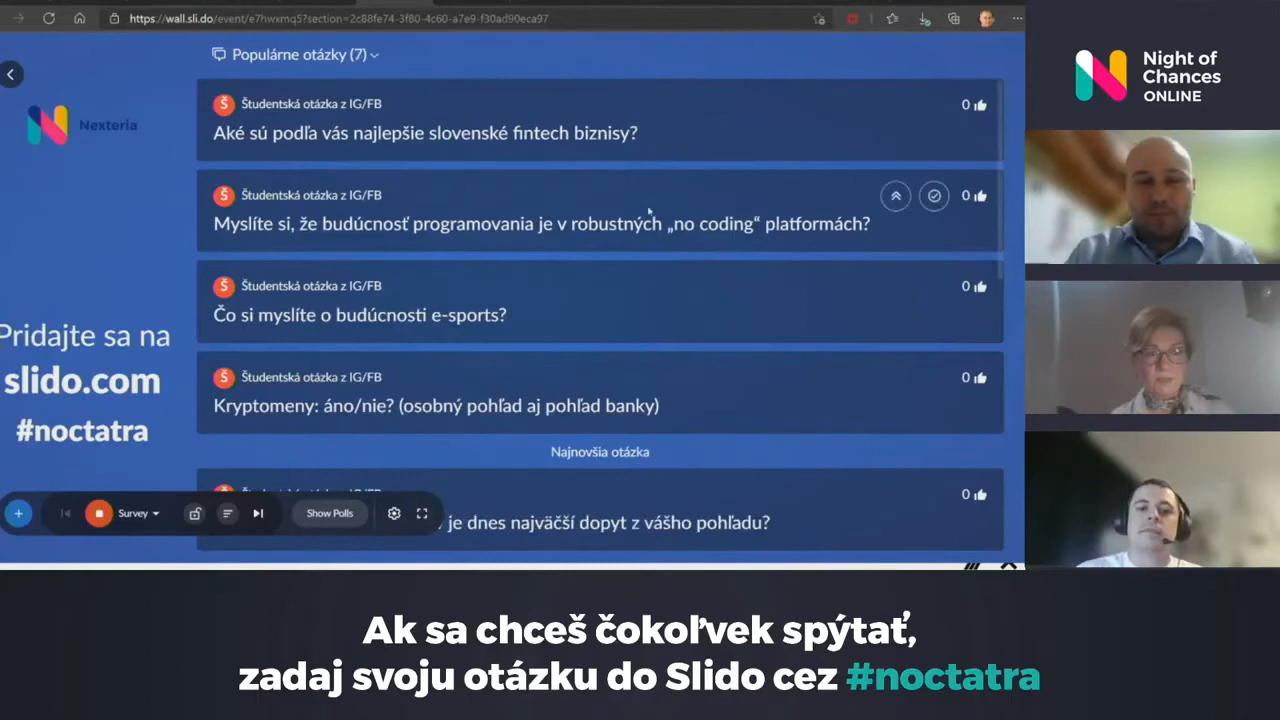 https://wall.sli.do/event/e7hwxmq5?section=2c88fe74-3f80-4c60-a7e9-f30ad90eca97
Populárne otázky (7)
Nexteria
Š
Študentská otázka z IG/FB
0
Aké sú podľa vás najlepšie slovenské fintech biznisy?
Š
Študentská otázka z IG/FB
0
Myslíte si, že budúcnosť programovania je v robustných „no coding“ platformách?
Š
Študentská otázka z IG/FB
0
Čo si myslíte o budúcnosti e-sports?
Š
Študentská otázka z IG/FB
0
Kryptomeny: áno/nie? (osobný pohľad aj pohľad banky)
Najnovšia otázka
0
je dnes najväčší dopyt z vášho pohľadu?
Pridajte sa na
slido.com
#noctatra
Survey
Show Polls
Night of
Chances
ONLINE
Ak sa chceš čokoľvek spýtať,
zadaj svoju otázku do Slido cez #noctatra